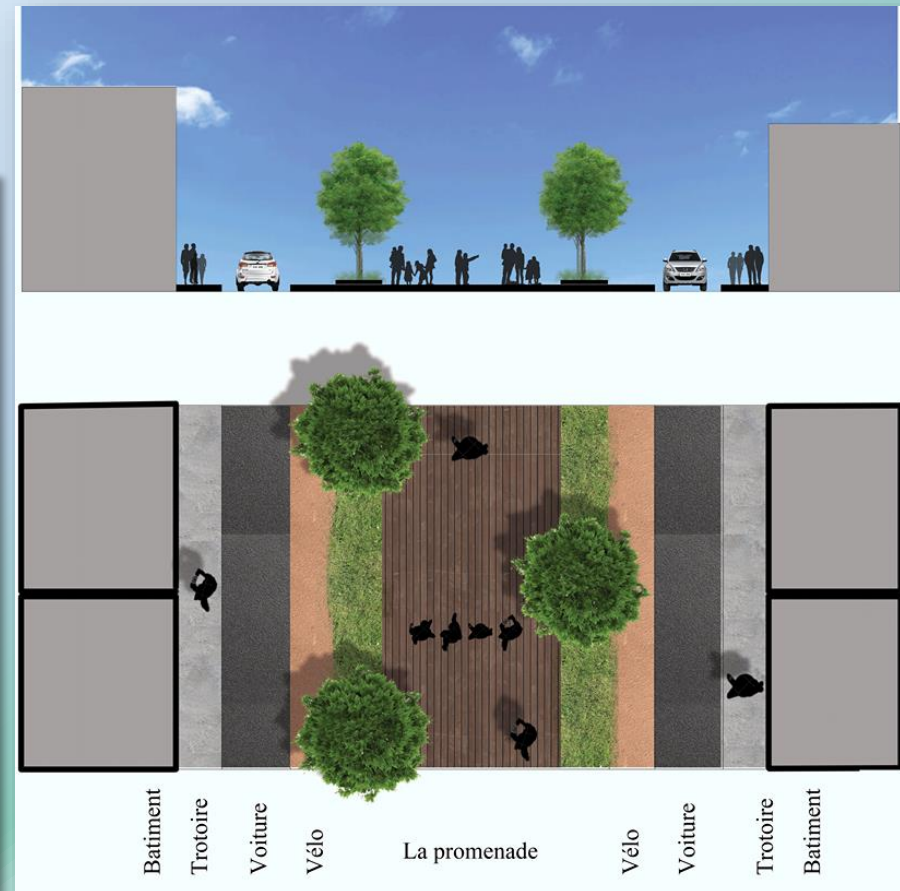 Batiment
Trotoire
Voiture
Vélo
La promenade
Vélo
Voiture
Trotoire
Batiment